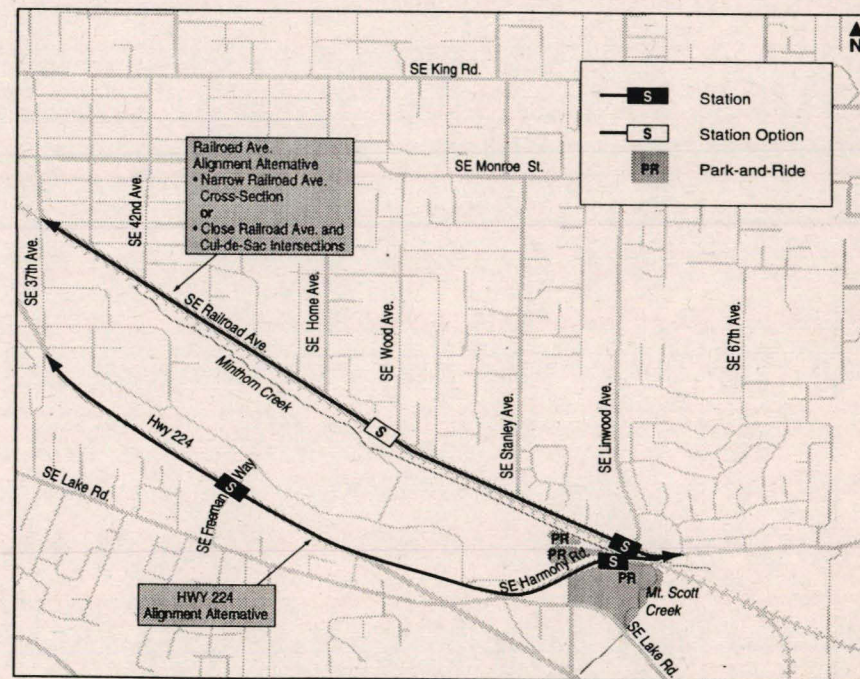 N
SE King Rd.
S Station
S Station Option
PR Park-and-Ride
Railroad Ave.
Alignment Alternative
• Narrow Railroad Ave.
Cross-Section
or
• Close Railroad Ave. and
Cul-de-Sac Intersections
SE Monroe St.
SE 42nd Ave.
SE 37th Ave.
SE Railroad Ave.
SE Home Ave.
SE Wood Ave.
SE Stanley Ave.
SE Linwood Ave.
SE 67th Ave.
Minthorn Creek
S
Hwy 224
SE Lake Rd.
SE Freeman Way
S
HWY 224
Alignment Alternative
PR
PR
SE Harmony Rd.
S
S
PR
Mt. Scott
Creek
SE Lake Rd.